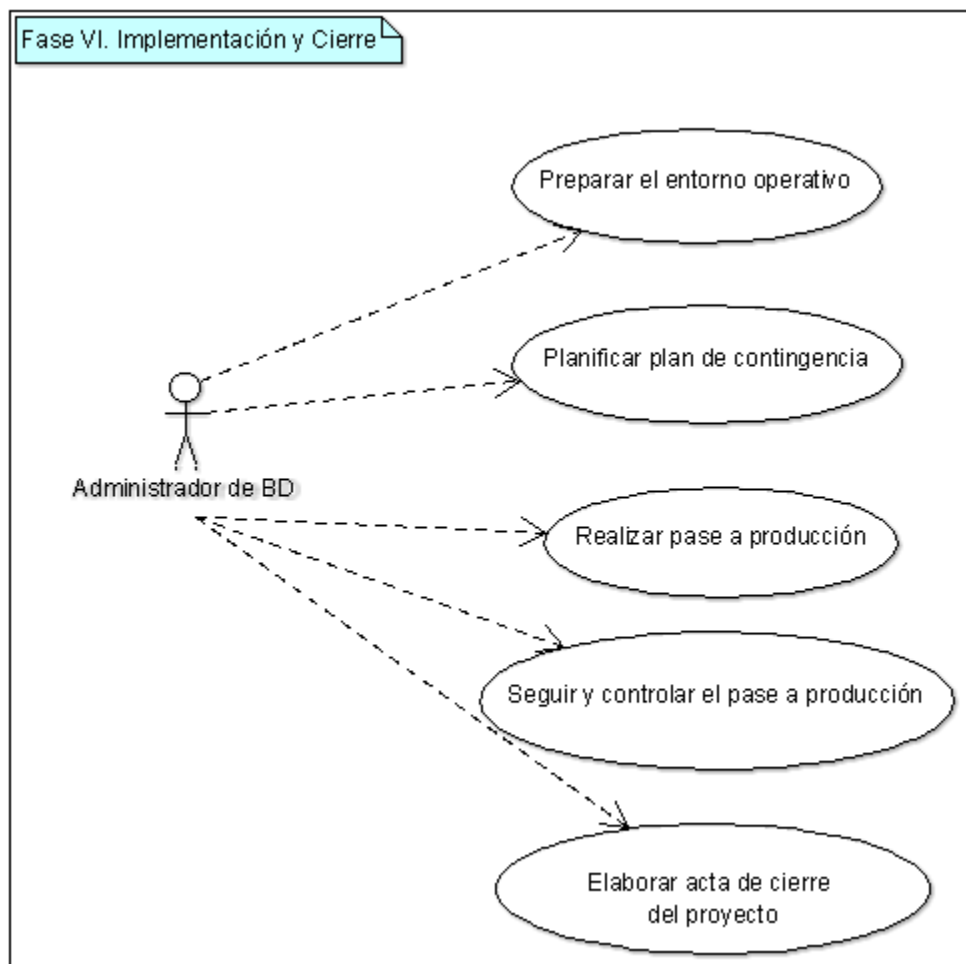 Fase VI. Implementación y Cierre
Preparar el entorno operativo
Planificar plan de contingencia
Administrador de BD
Realizar pase a producción
Seguir y controlar el pase a producción
Elaborar acta de cierre
del proyecto